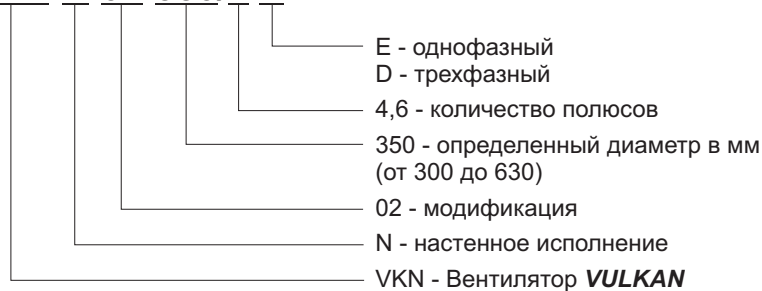 E - однофазный
D - трехфазный
4,6 - количество полюсов
350 - определенный диаметр в мм
(от 300 до 630)
02 - модификация
N - настенное исполнение
VKN - Вентилятор VULKAN